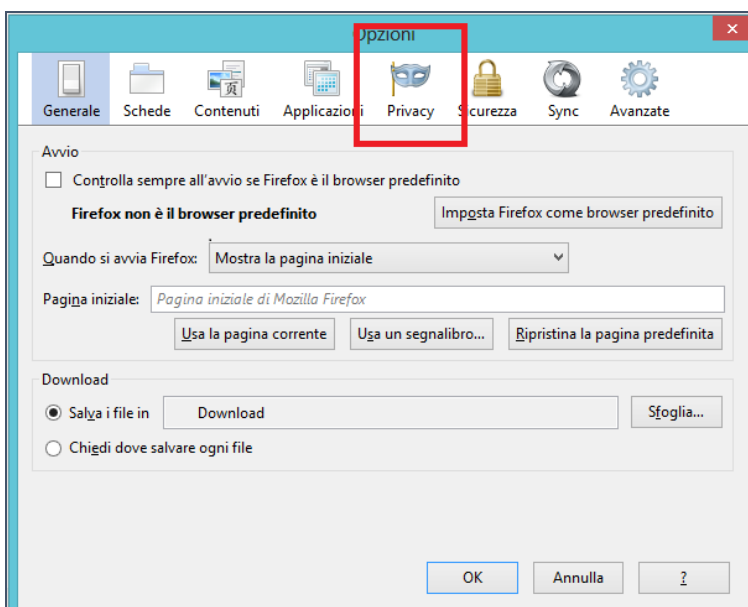 Opzioni
Generale Schede Contenuti Applicazioni Privacy Sicurezza Sync Avanzate
Avvio
Controlla sempre all'avvio se Firefox è il browser predefinito
Firefox non è il browser predefinito Imposta Firefox come browser predefinito
Quando si avvia Firefox: Mostra la pagina iniziale
Pagina iniziale: Pagina iniziale di Mozilla Firefox
Usa la pagina corrente Usa un segnalibro... Ripristina la pagina predefinita
Download
Salva i file in Download Sfoglia...
Chiedi dove salvare ogni file
OK Annulla ?